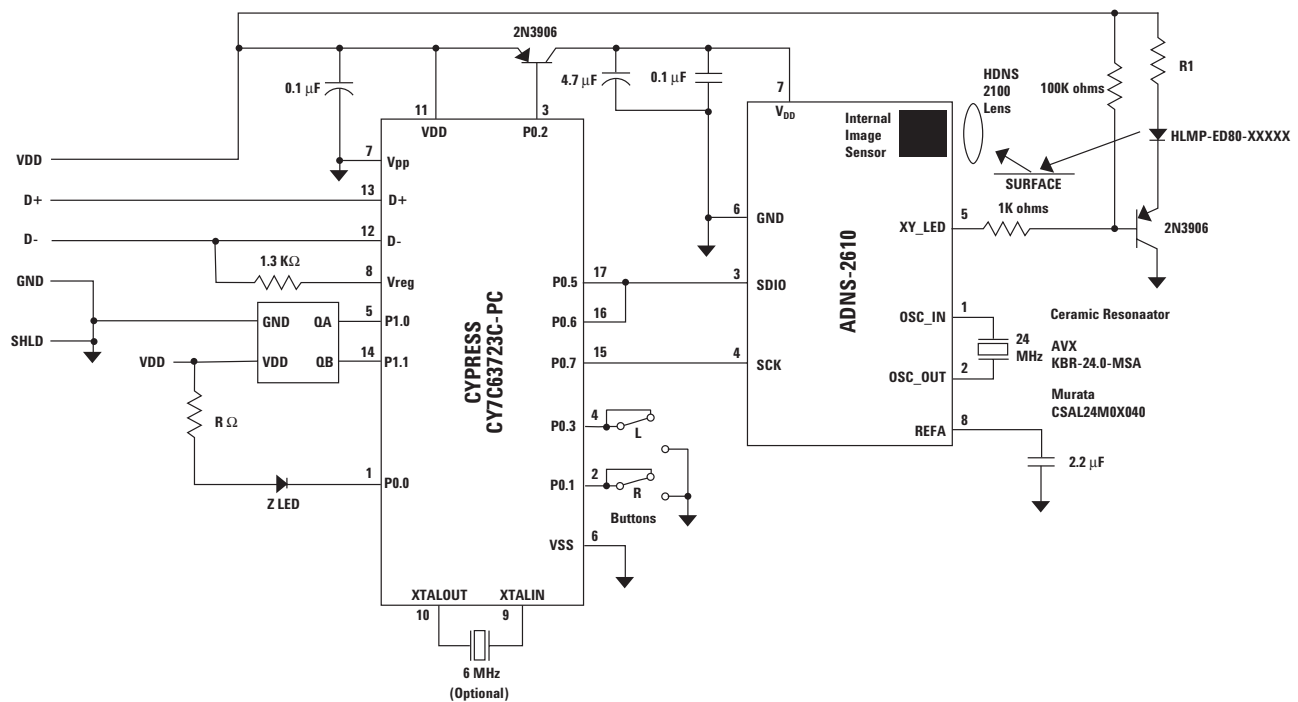 2N3906
R1
0.1 μF
4.7 μF
0.1 μF
7
HDNS
2100
Lens
100K ohms
11
3
VDD
P0.2
VDD
Internal
Image
Sensor
HLMP-ED80-XXXXX
VDD
7
Vpp
SURFACE
D+
13
D+
6
GND
1K ohms
5
XY_LED
2N3906
D-
12
D-
1.3 KΩ
GND
8
Vreg
P0.5
17
3
SDIO
GND
QA
5
P1.0
P0.6
16
OSC_IN
1
Ceramic Resonaator
SHLD
VDD
VDD
QB
14
P1.1
P0.7
15
4
SCK
24
MHz
AVX
KBR-24.0-MSA
OSC_OUT
2
CYPRESS
CY7C63723C-PC
ADNS-2610
Murata
CSAL24M0X040
R Ω
P0.3
4
L
REFA
8
2.2 μF
Z LED
1
P0.0
P0.1
2
R
Buttons
VSS
6
XTALOUT
XTALIN
10
9
6 MHz
(Optional)